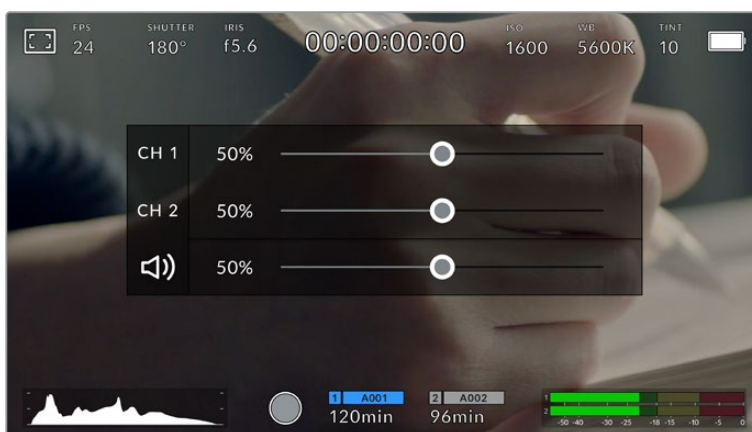 FPS SHUTTER IRIS ISO WB TINT
24 180° f5.6 00:00:00:00 1600 5600K 10
CH 1 50%
CH 2 50%
50%
1 A001 2 A002
120min 96min
1
2
-50 -40 -30 -25 -18 -15 -10 -5 0